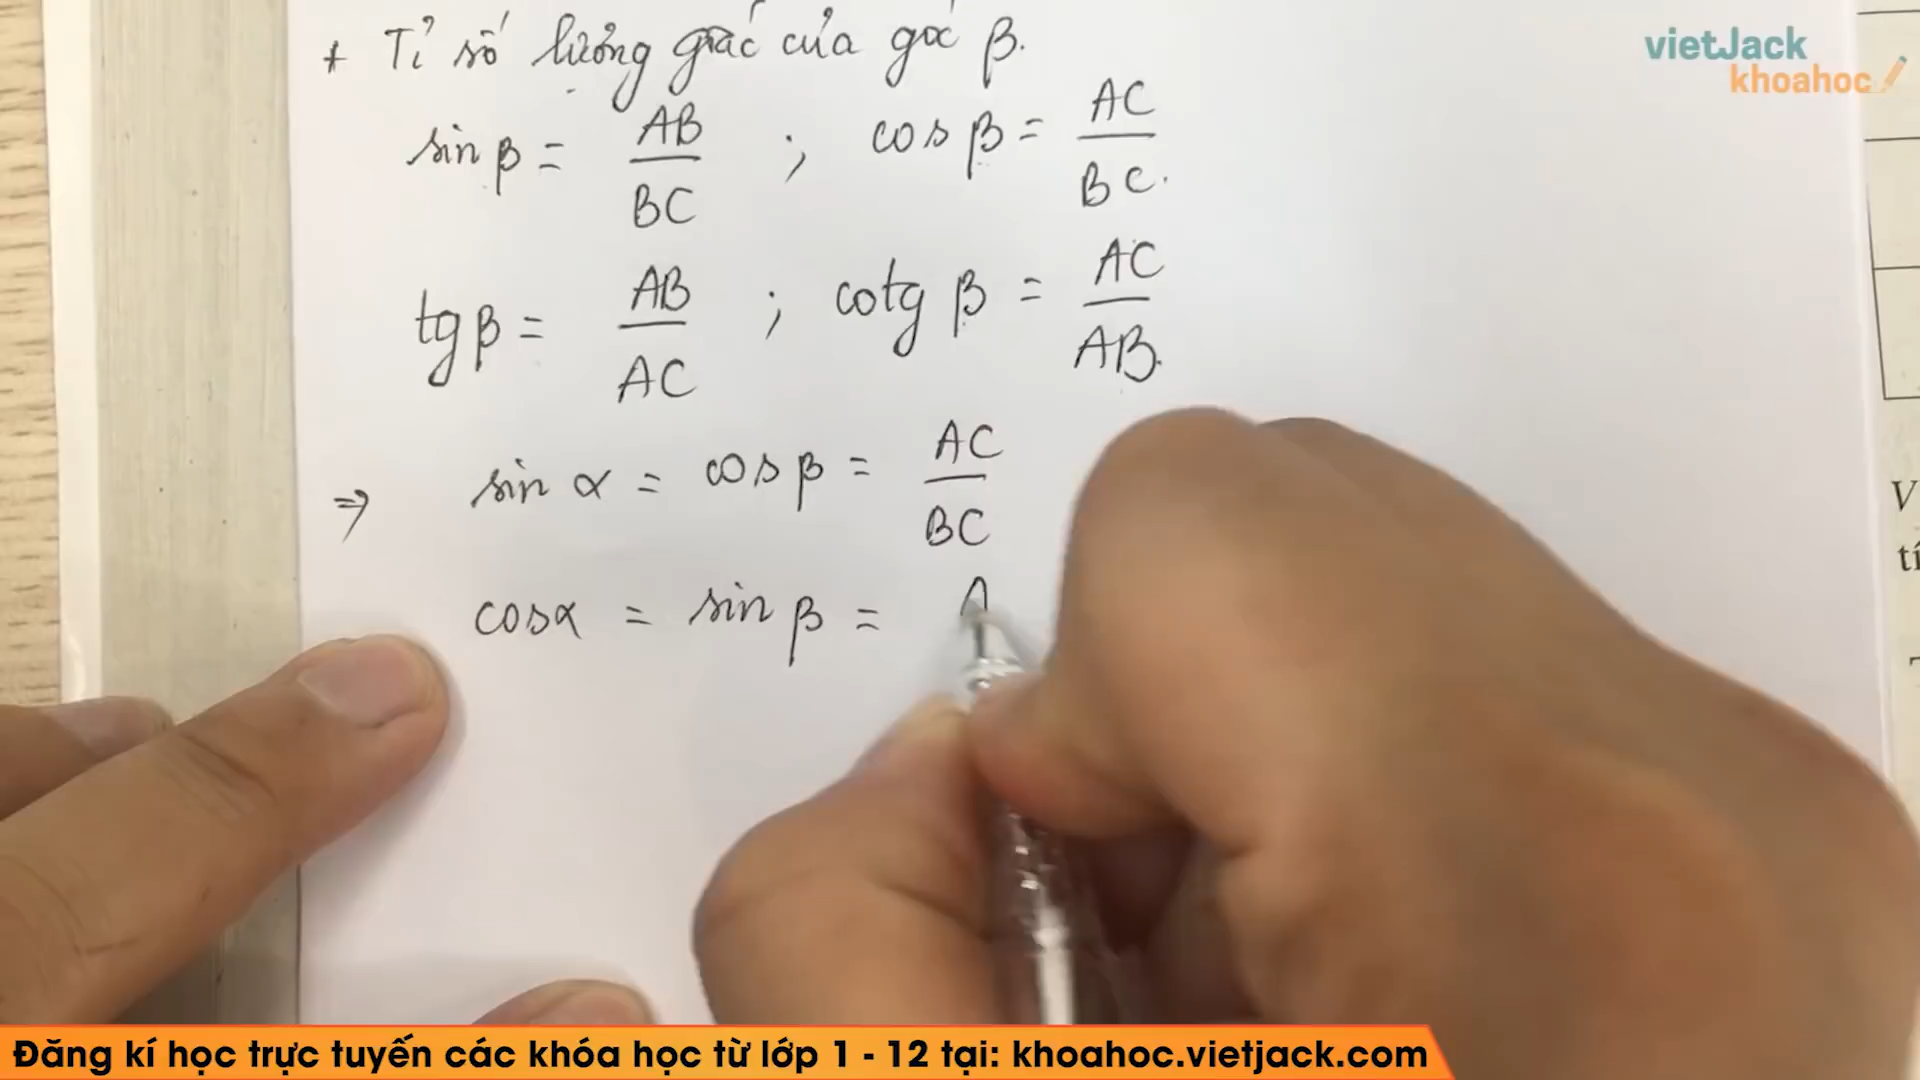 vietJack
khoahoc
+ Tỉ số lượng giác của góc β.
sin β = AB/BC ; cos β = AC/BC.
tg β = AB/AC ; cotg β = AC/AB.
⇒ sin α = cos β = AC/BC
cosα = sin β = A
V
tí
Đăng kí học trực tuyến các khóa học từ lớp 1 - 12 tại: khoahoc.vietjack.com